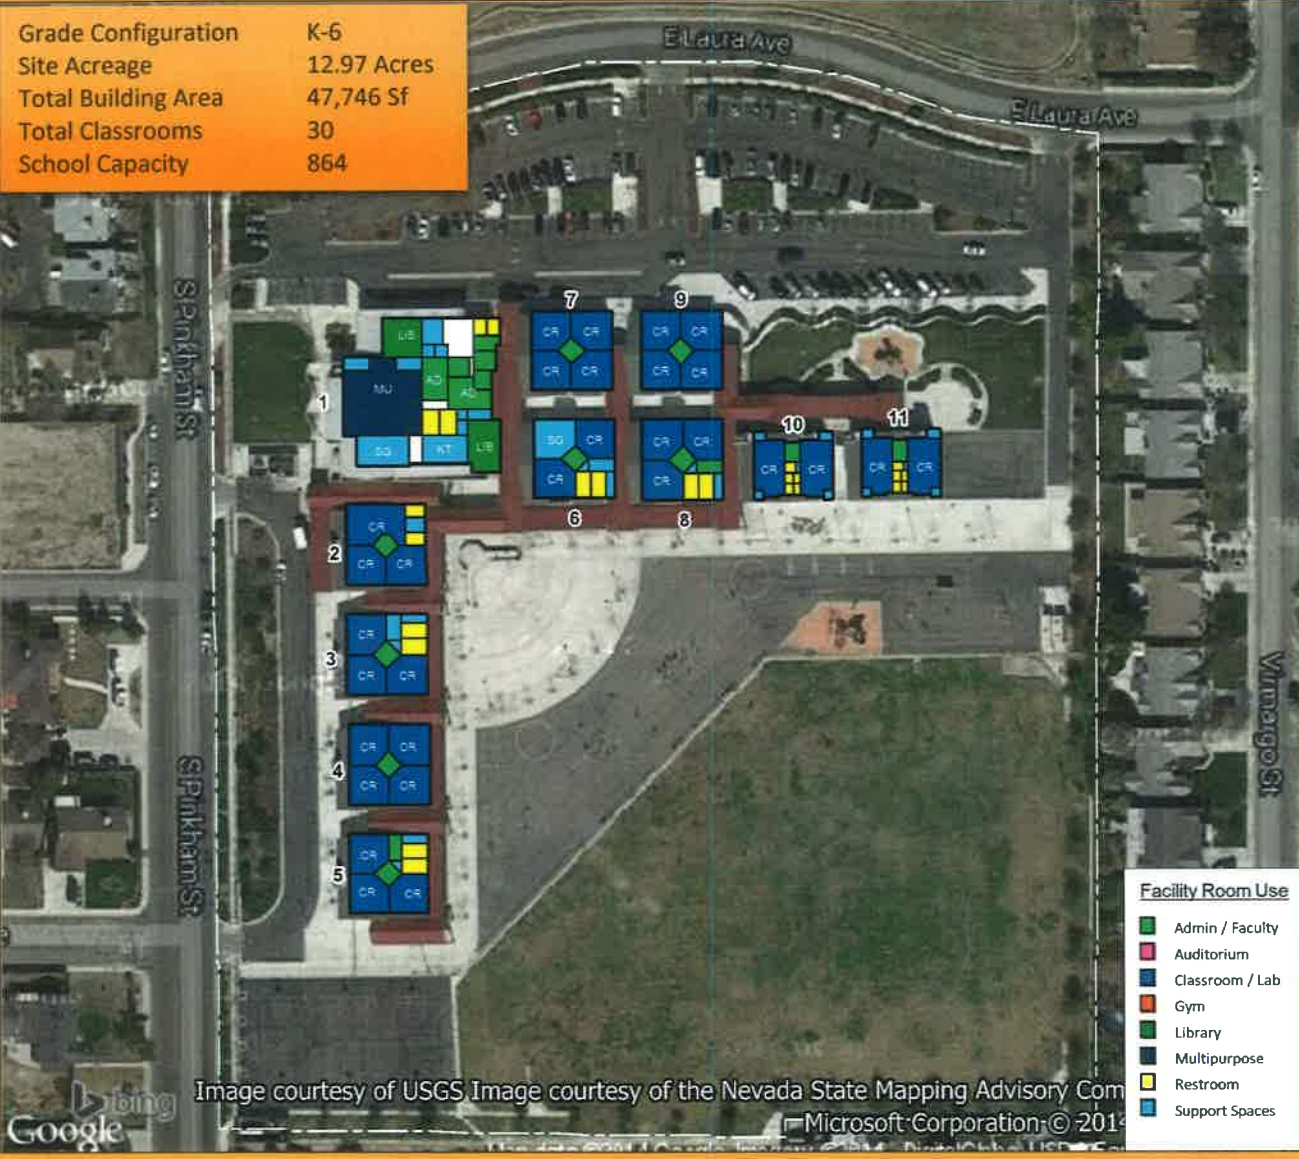 Grade Configuration K-6
Site Acreage 12.97 Acres
Total Building Area 47,746 Sf
Total Classrooms 30
School Capacity 864
E Laura Ave
E Laura Ave
S Pinkham St
S Pinkham St
Virmargo St
7
9
CR CR
CR CR
CR CR
CR CR
LIB
MU
AD
AD
1
SG
KT
LIB
SG CR
CR
6
CR CR
CR
8
10
CR CR
11
CR CR
2
CR
CR CR
3
CR
CR CR
4
CR CR
CR CR
5
CR
CR CR
Facility Room Use
Admin / Faculty
Auditorium
Classroom / Lab
Gym
Library
Multipurpose
Restroom
Support Spaces
bing
Google
Image courtesy of USGS Image courtesy of the Nevada State Mapping Advisory Com
Microsoft Corporation © 2014